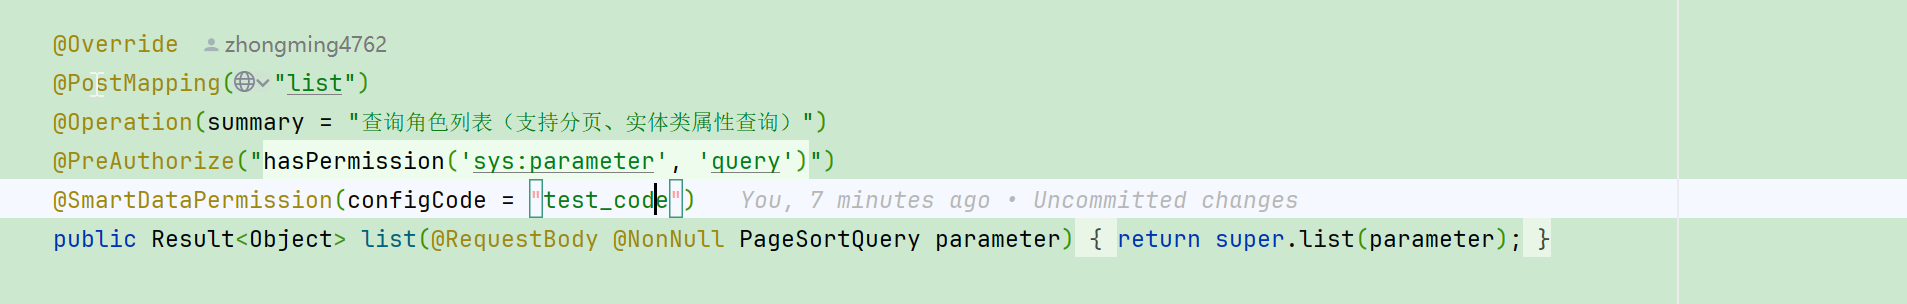 @Override zhongming4762
@PostMapping("list")
@Operation(summary = "查询角色列表（支持分页、实体类属性查询）")
@PreAuthorize("hasPermission('sys:parameter', 'query')")
@SmartDataPermission(configCode = "test_code") You, 7 minutes ago • Uncommitted changes
public Result<Object> list(@RequestBody @NonNull PageSortQuery parameter) { return super.list(parameter); }